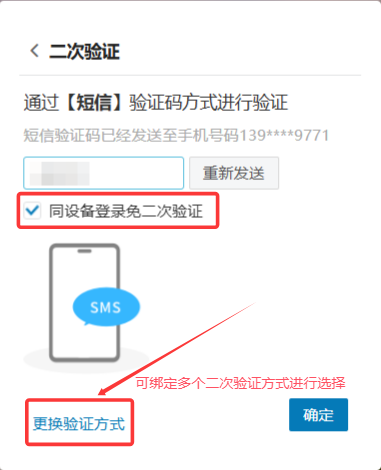 二次验证
通过【短信】验证码方式进行验证
短信验证码已经发送至手机号码139****9771
重新发送
同设备登录免二次验证
SMS
可绑定多个二次验证方式进行选择
更换验证方式
确定